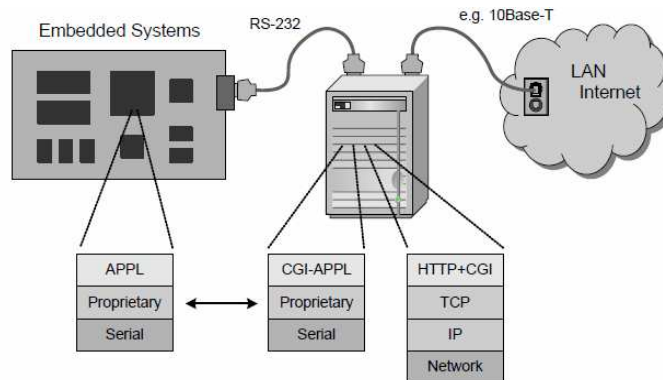 Embedded Systems
RS-232
e.g. 10Base-T
LAN
Internet
APPL
Proprietary
Serial
CGI-APPL
Proprietary
Serial
HTTP+CGI
TCP
IP
Network